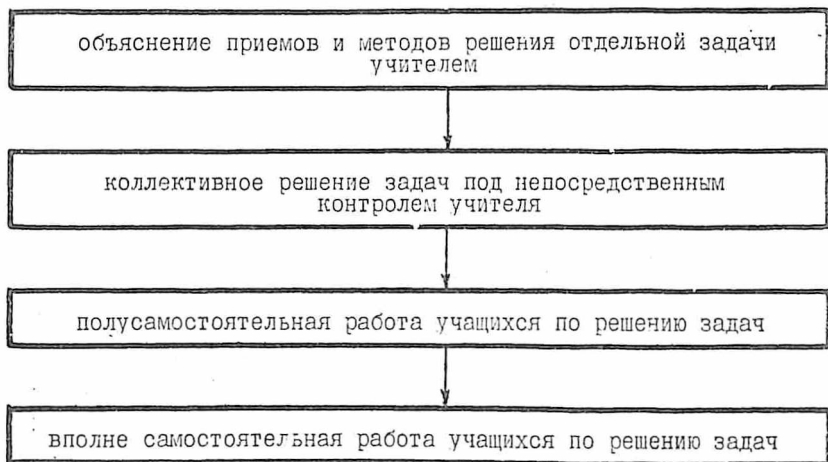 объяснение приемов и методов решения отдельной задачи
учителем
коллективное решение задач под непосредственным
контролем учителя
полусамостоятельная работа учащихся по решению задач
вполне самостоятельная работа учащихся по решению задач